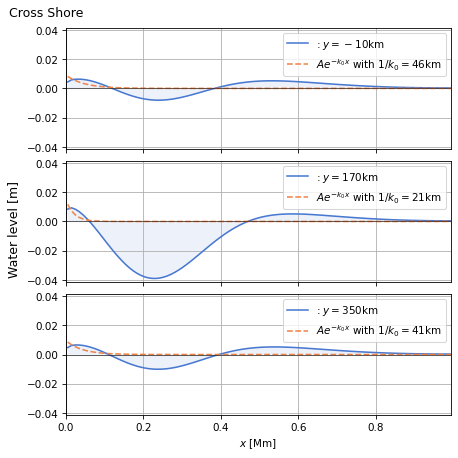 Cross Shore
0.04
0.02
0.00
−0.02
−0.04
: y = −10km
Ae^{−k₀x} with 1/k₀ = 46km
Water level [m]
0.04
0.02
0.00
−0.02
−0.04
: y = 170km
Ae^{−k₀x} with 1/k₀ = 21km
0.04
0.02
0.00
−0.02
−0.04
: y = 350km
Ae^{−k₀x} with 1/k₀ = 41km
0.0 0.2 0.4 0.6 0.8
x [Mm]